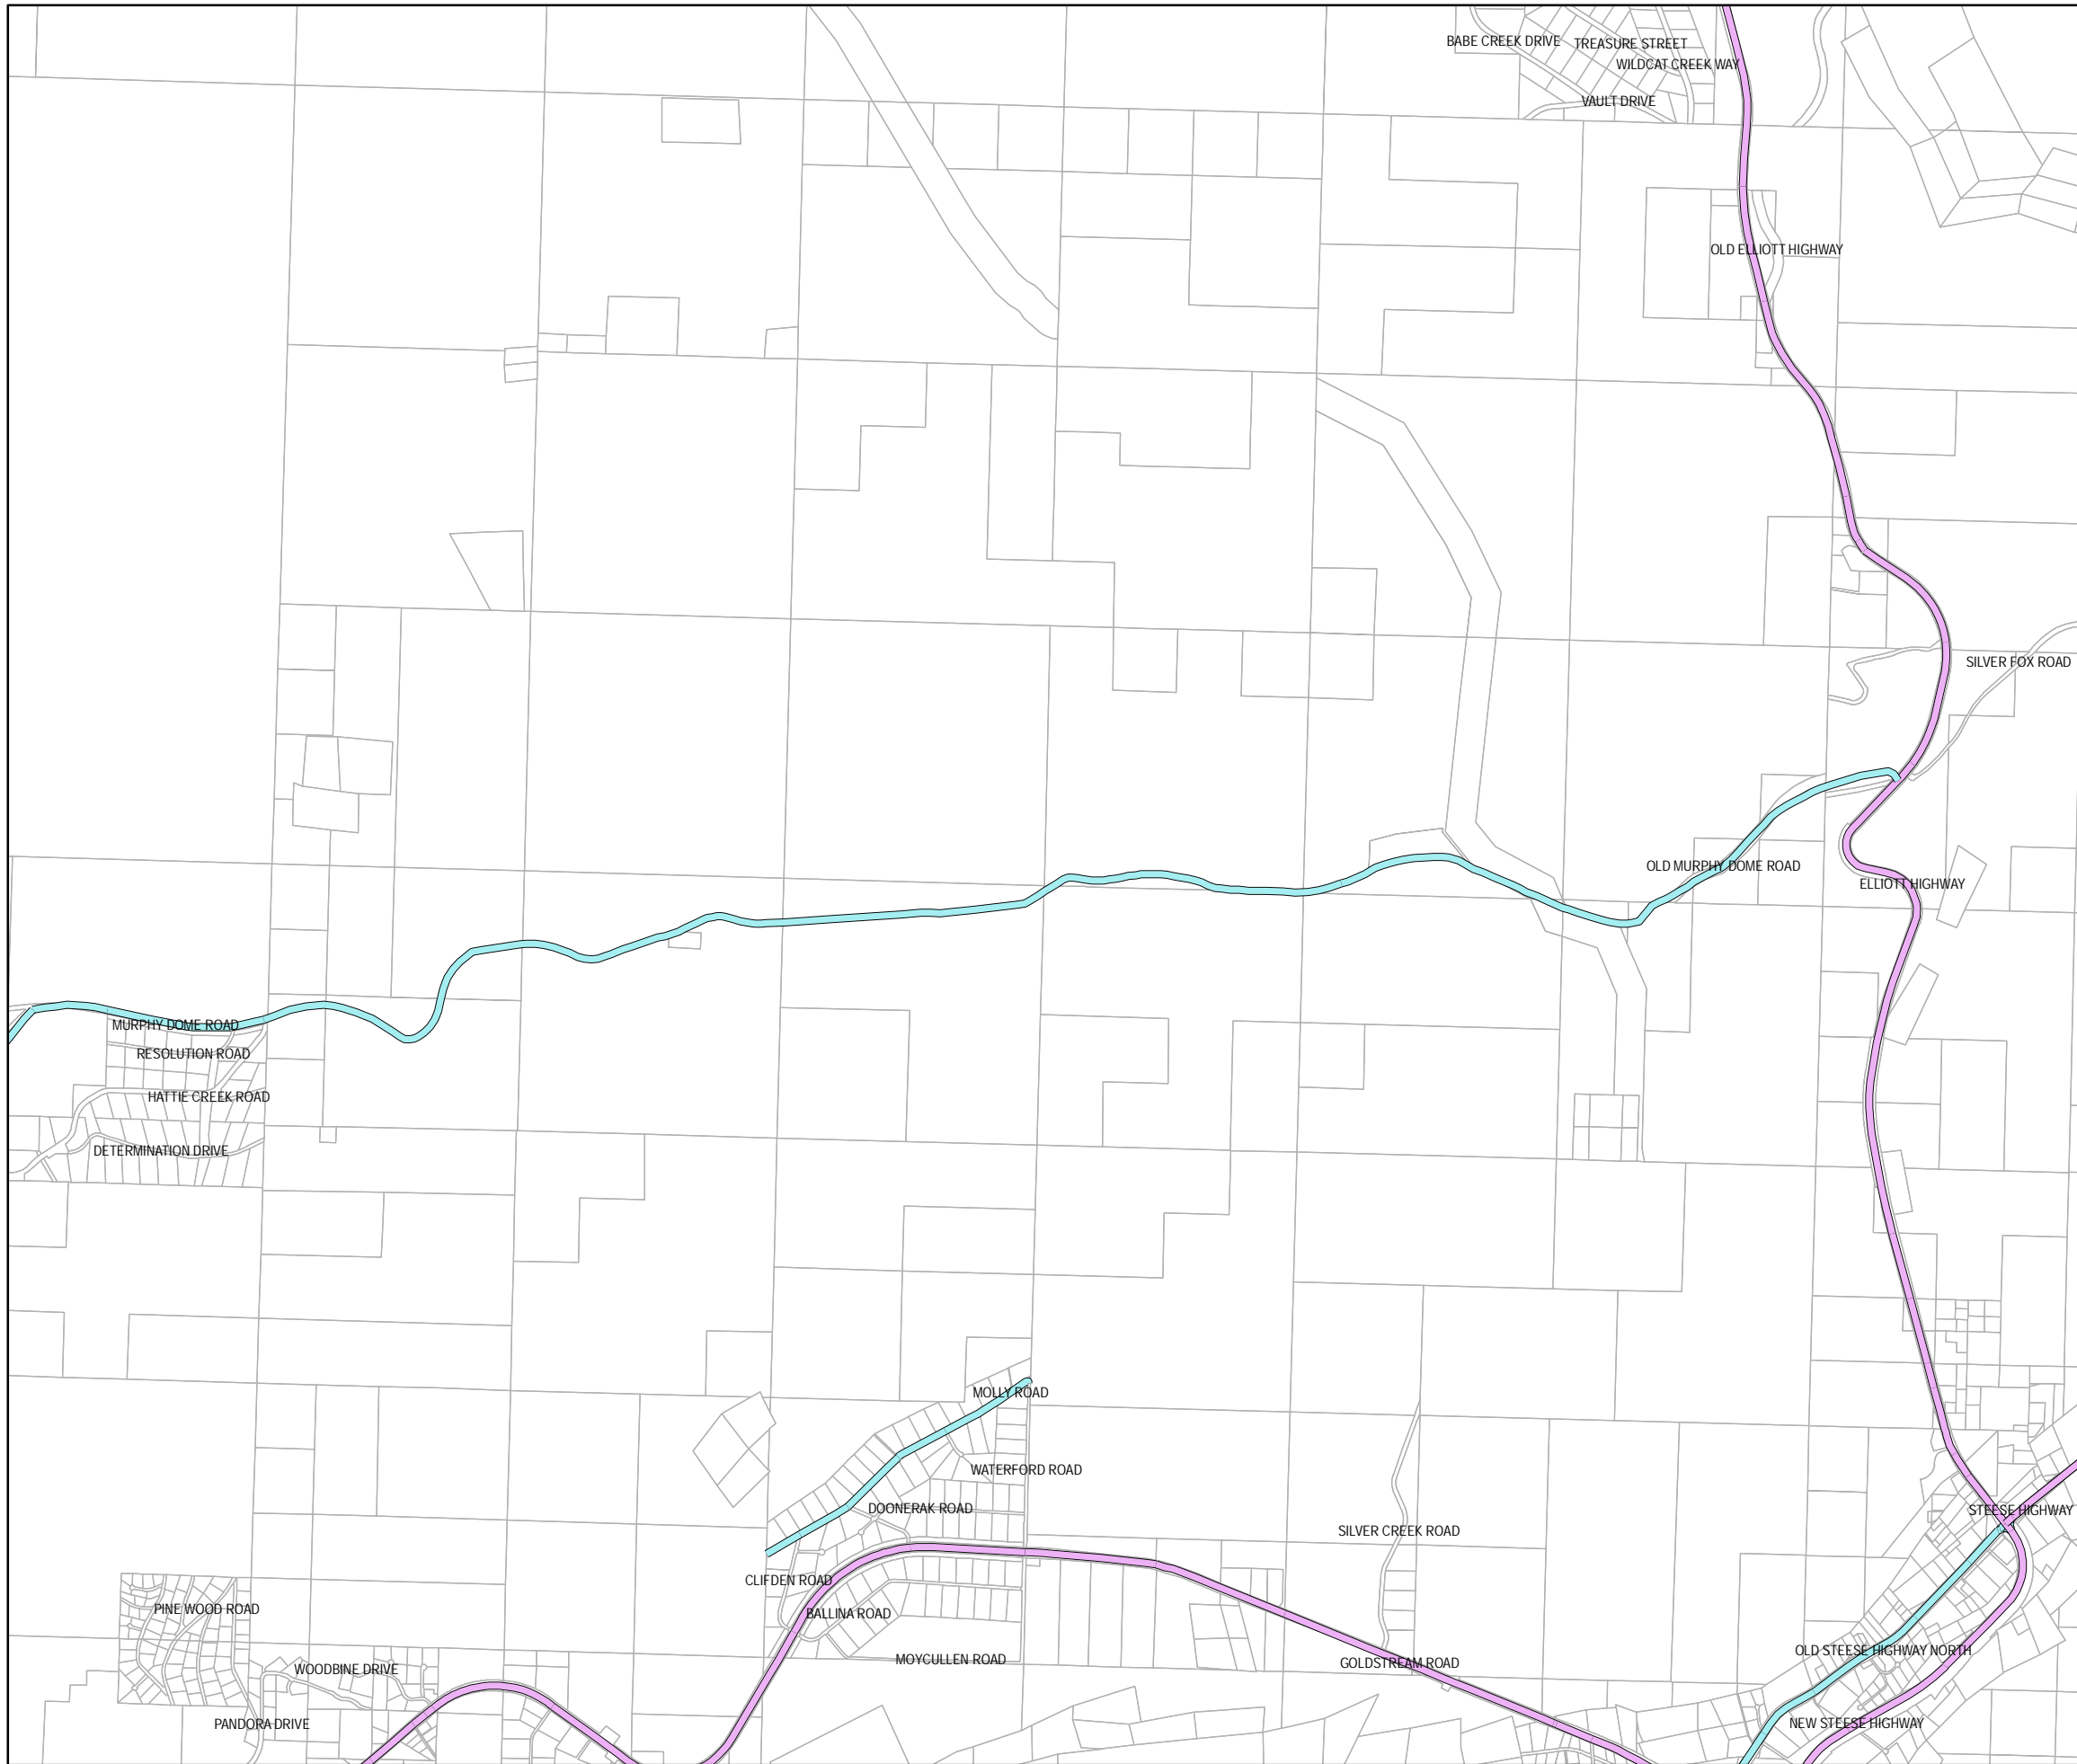 BABE CREEK DRIVE
TREASURE STREET
WILDCAT CREEK WAY
VAULT DRIVE
OLD ELLIOTT HIGHWAY
SILVER FOX ROAD
OLD MURPHY DOME ROAD
ELLIOTT HIGHWAY
MURPHY DOME ROAD
RESOLUTION ROAD
HATTIE CREEK ROAD
DETERMINATION DRIVE
MOLLY ROAD
WATERFORD ROAD
DOONERAK ROAD
STEESE HIGHWAY
SILVER CREEK ROAD
CLIFDEN ROAD
PINE WOOD ROAD
BALLINA ROAD
OLD STEESE HIGHWAY NORTH
MOYCULLEN ROAD
GOLDSTREAM ROAD
WOODBINE DRIVE
PANDORA DRIVE
NEW STEESE HIGHWAY